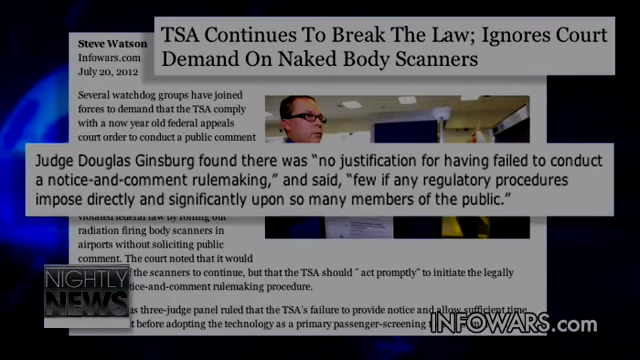 TSA Continues To Break The Law; Ignores Court
Demand On Naked Body Scanners
Steve Watson
Infowars.com
July 20, 2012
Several watchdog groups have joined
forces to demand that the TSA comply
with a now year old federal appeals
court order to conduct a public comment
Judge Douglas Ginsburg found there was “no justification for having failed to conduct
a notice-and-comment rulemaking,” and said, “few if any regulatory procedures
impose directly and significantly upon so many members of the public.”
violated federal law by rolling out
radiation firing body scanners in
airports without soliciting public
comment. The court noted that it would
the scanners to continue, but that the TSA should “ act promptly” to initiate the legally
notice-and-comment rulemaking procedure.
three-judge panel ruled that the TSA’s failure to provide notice and allow sufficient time
before adopting the technology as a primary passenger-screening
NIGHTLY
NEWS
INFOWARS.com